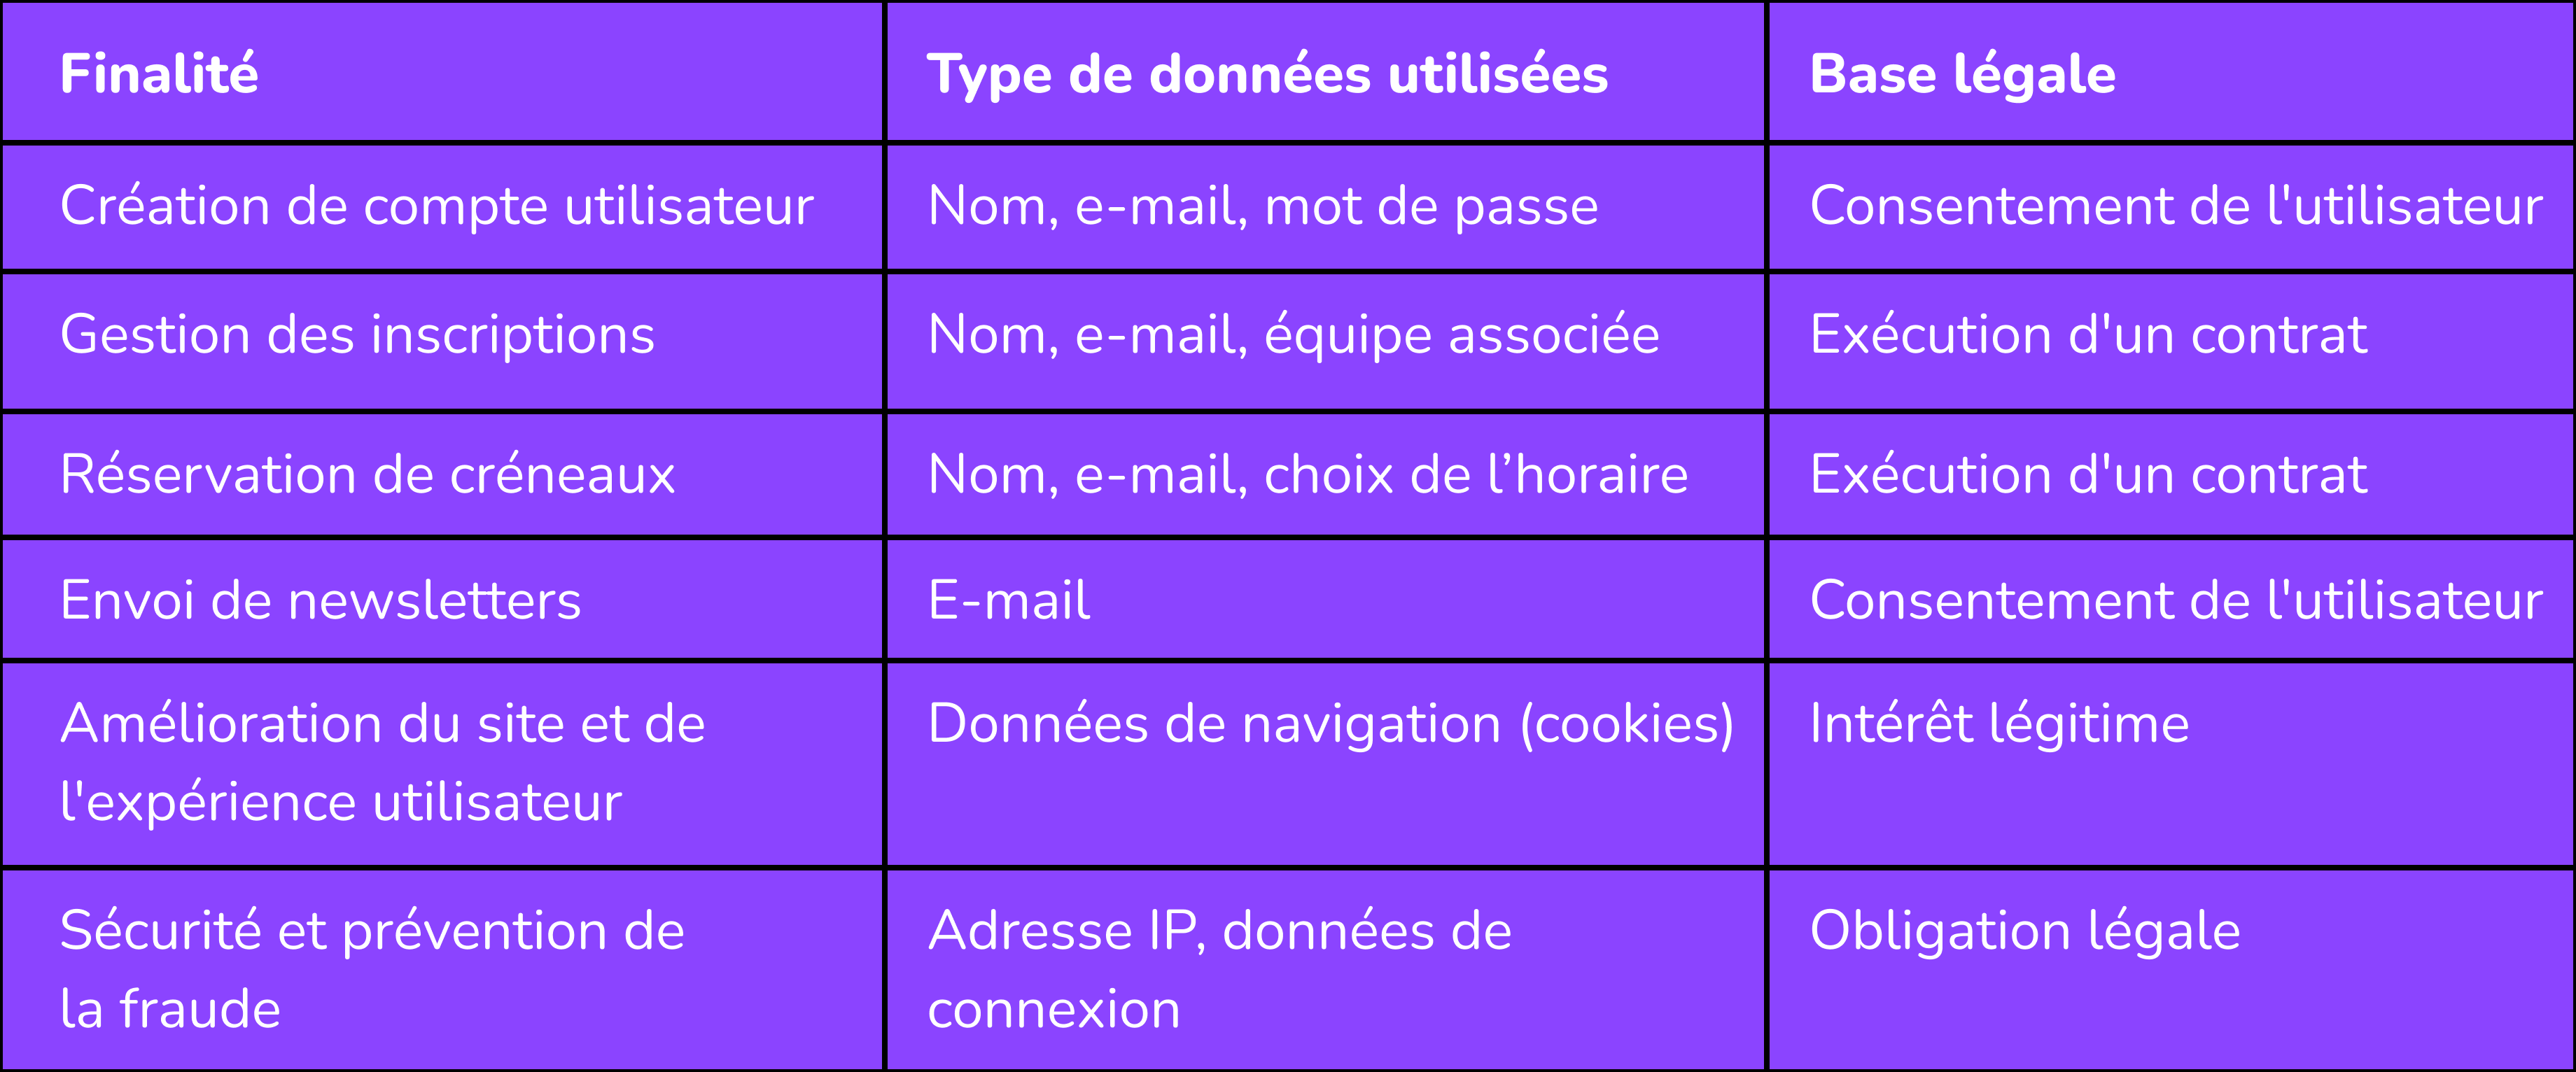 Finalité
Type de données utilisées
Base légale
Création de compte utilisateur
Nom, e-mail, mot de passe
Consentement de l'utilisateur
Gestion des inscriptions
Nom, e-mail, équipe associée
Exécution d'un contrat
Réservation de créneaux
Nom, e-mail, choix de l’horaire
Exécution d'un contrat
Envoi de newsletters
E-mail
Consentement de l'utilisateur
Amélioration du site et de
l'expérience utilisateur
Données de navigation (cookies)
Intérêt légitime
Sécurité et prévention de
la fraude
Adresse IP, données de
connexion
Obligation légale